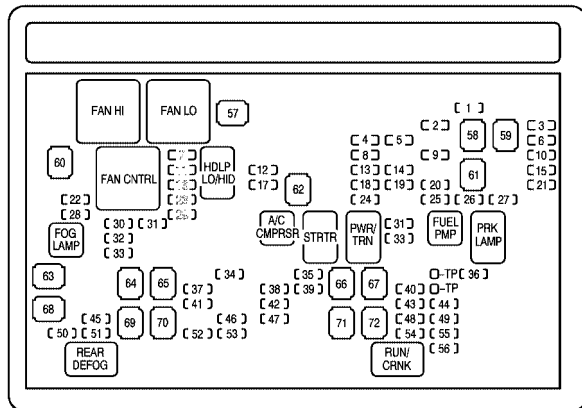 1
FAN HI FAN LO 57
2 58 59 3
4 5 6
60 FAN CNTRL 7 HDLP LO/HID 8 9 10
12 13 14 15
17 62 18 19 20 61 21
22 24 25 26 27
28 FOG LAMP 30 31 A/C CMPRSR STRTR PWR/TRN 31 FUEL PMP PRK LAMP
32 33
33
63 34 35 TP 36
64 65 37 38 39 66 67 40 TP
68 41 42 43 44
45 69 70 46 47 71 72 48 49
50 51 52 53 54 55
REAR DEFOG RUN/CRNK 56